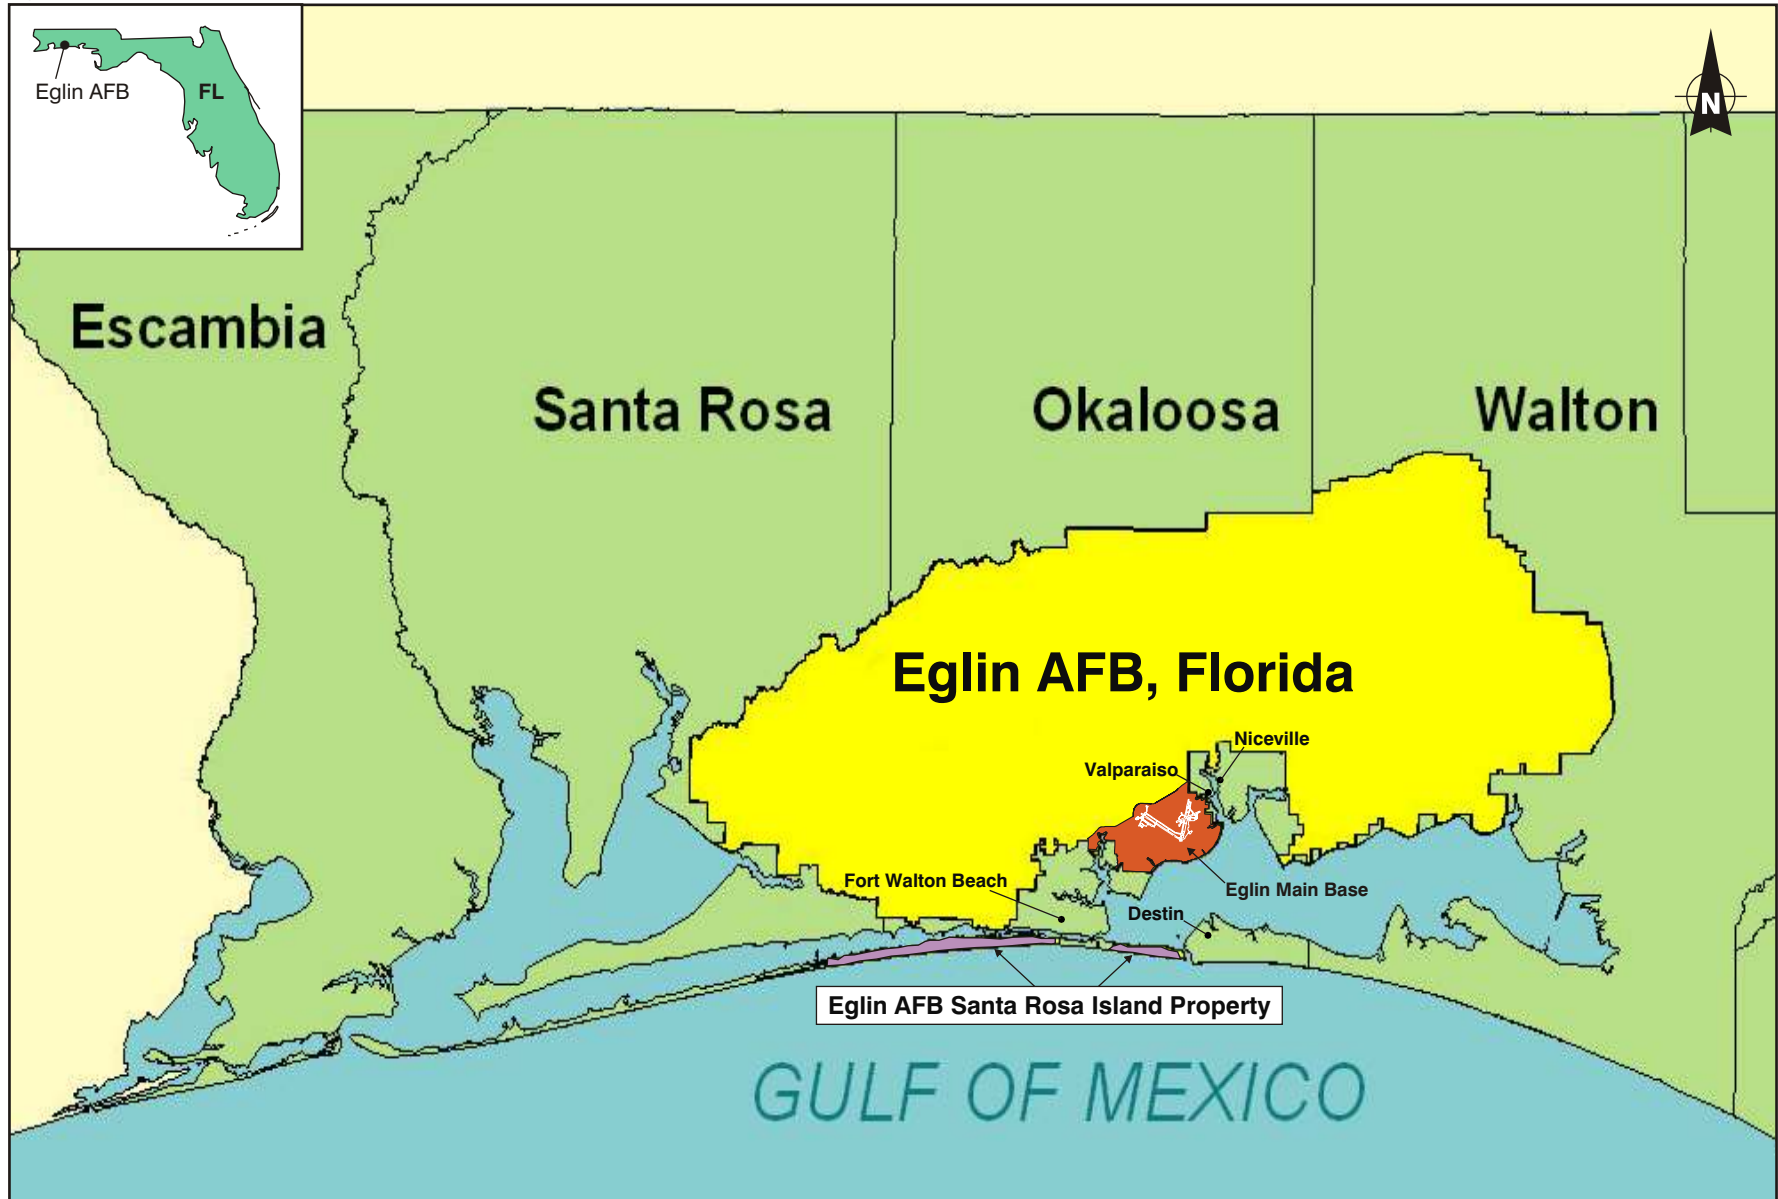 Eglin AFB
FL
N
Escambia
Santa Rosa
Okaloosa
Walton
Eglin AFB, Florida
Niceville
Valparaiso
Fort Walton Beach
Eglin Main Base
Destin
Eglin AFB Santa Rosa Island Property
GULF OF MEXICO